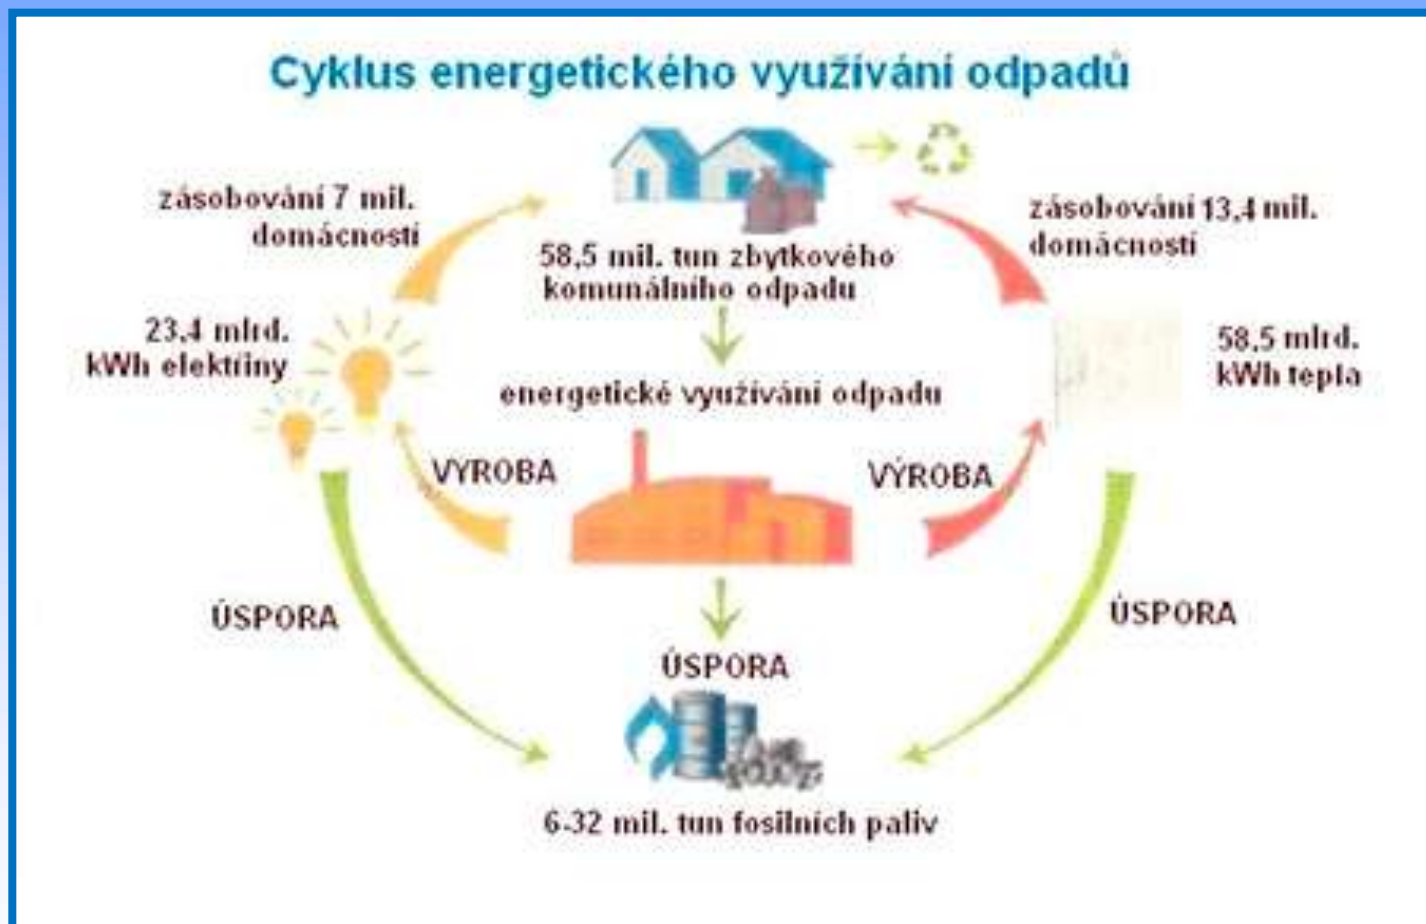 Cyklus energetického využívání odpadů
zásobování 7 mil.
domácností
zásobování 13,4 mil.
domácností
58,5 mil. tun zbytkového
komunálního odpadu
23,4 mlrd.
kWh elektřiny
58,5 mlrd.
kWh tepla
energetické využívání odpadu
VÝROBA
VÝROBA
ÚSPORA
ÚSPORA
ÚSPORA
6-32 mil. tun fosilních paliv